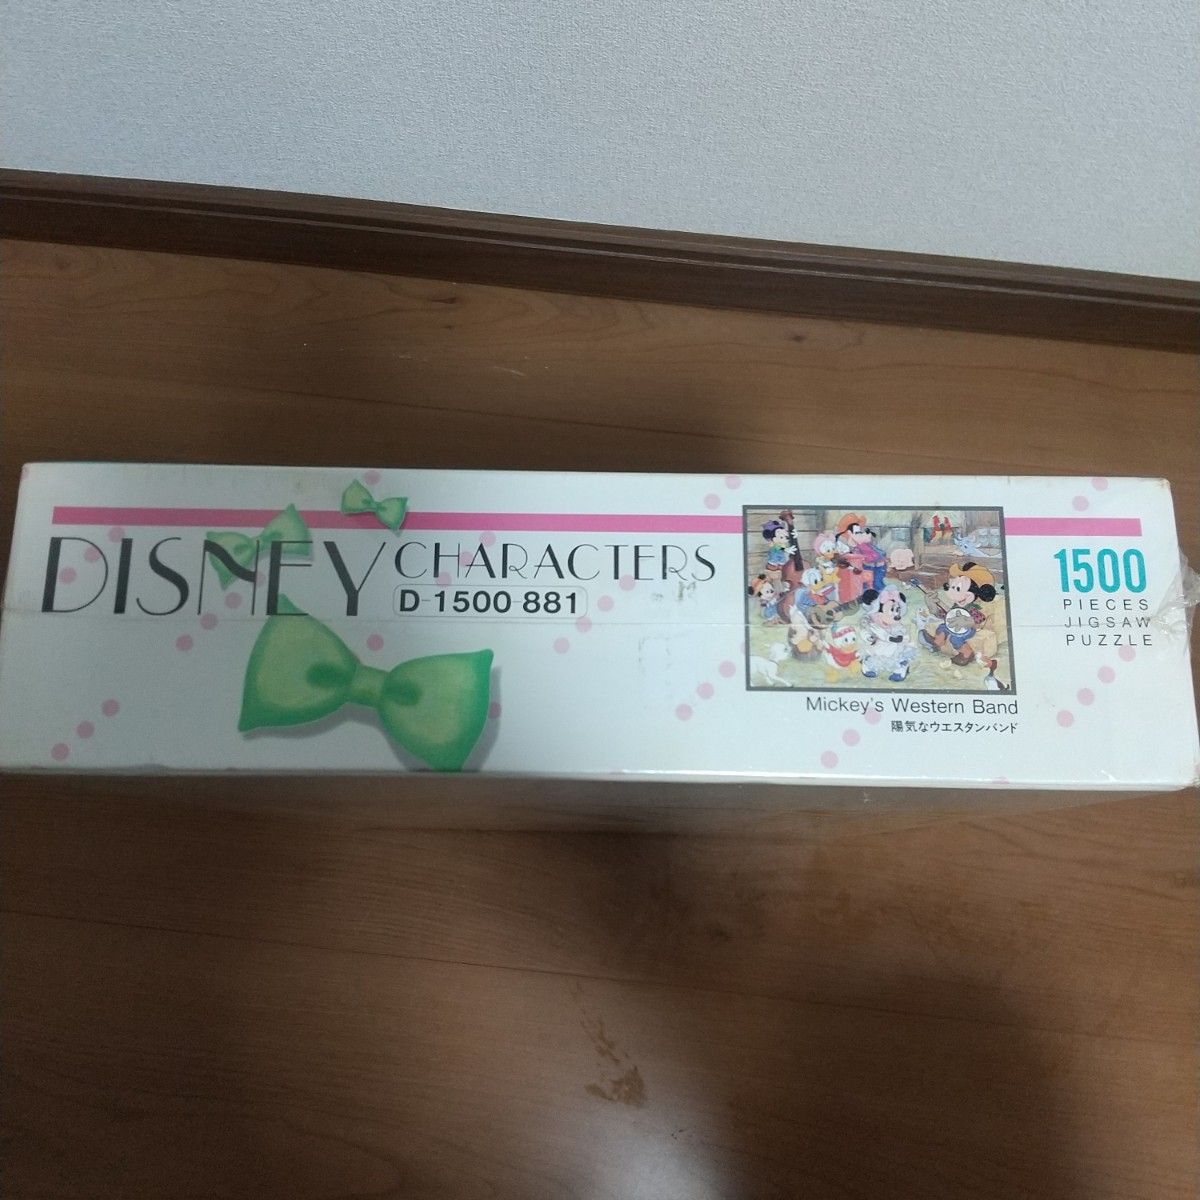 DISNEY CHARACTERS
D-1500-881
Mickey's Western Band
陽気なウエスタンバンド
1500
PIECES
JIGSAW
PUZZLE